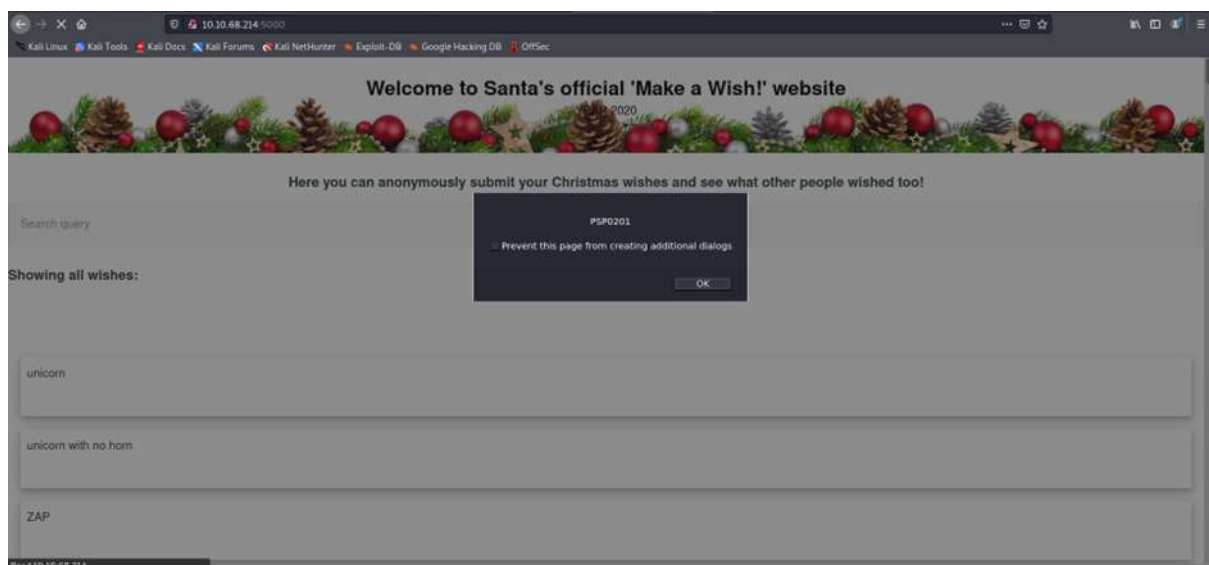 10.10.68.214:5000
Kali Linux Kali Tools Kali Docs Kali Forums Kali NetHunter Exploit-DB Google Hacking DB OffSec
Welcome to Santa's official 'Make a Wish!' website
2020
Here you can anonymously submit your Christmas wishes and see what other people wished too!
Search query
PSP0201
Prevent this page from creating additional dialogs
OK
Showing all wishes:
unicorn
unicorn with no horn
ZAP